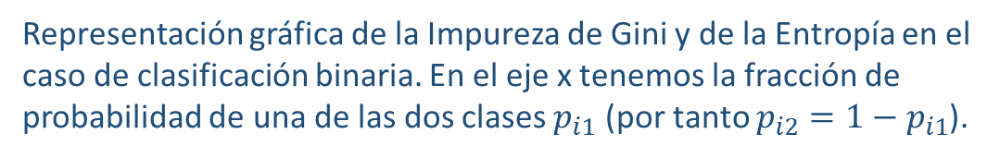 Representación gráfica de la Impureza de Gini y de la Entropía en el
caso de clasificación binaria. En el eje x tenemos la fracción de
probabilidad de una de las dos clases $p_{i1}$ (por tanto $p_{i2} = 1 - p_{i1}$).